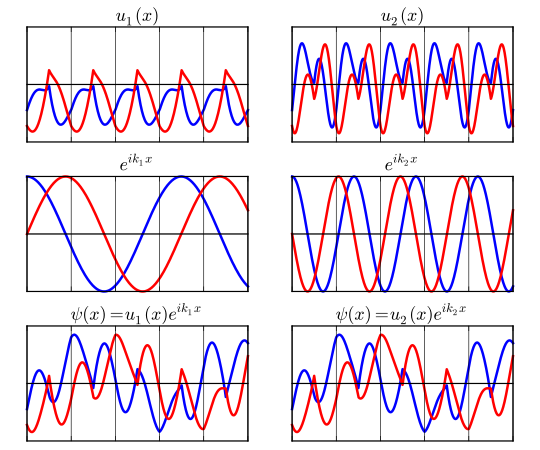 u₁(x)
u₂(x)
e^{ik₁x}
e^{ik₂x}
ψ(x)=u₁(x)e^{ik₁x}
ψ(x)=u₂(x)e^{ik₂x}